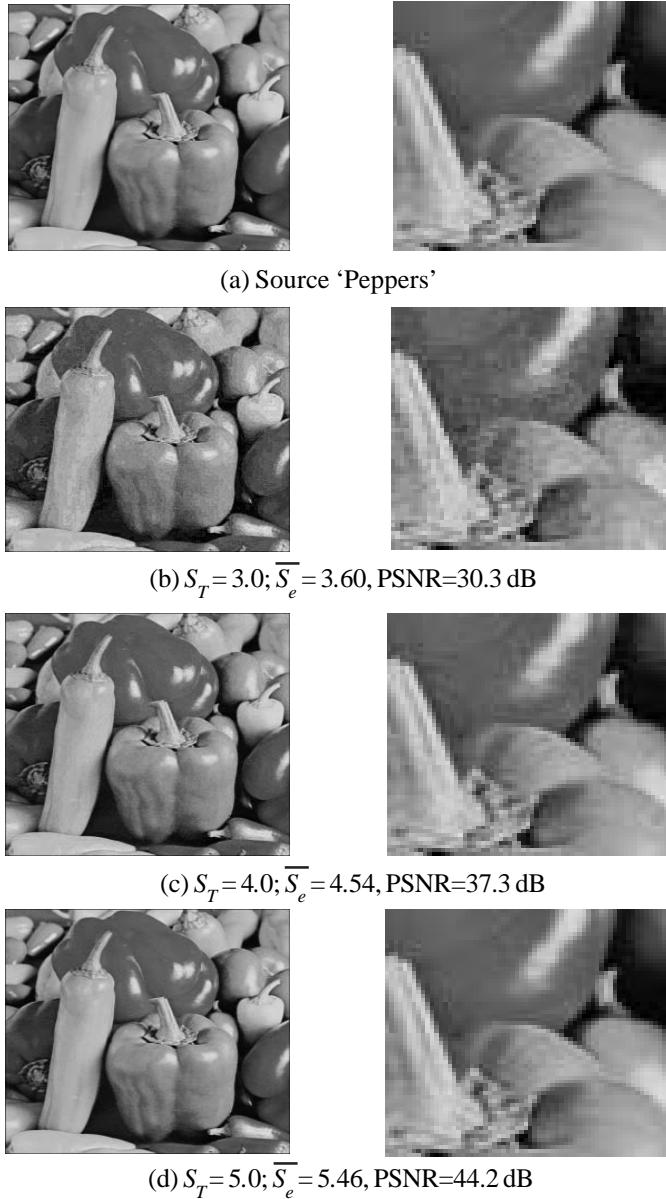 (a) Source ‘Peppers’
(b) S_T = 3.0; \overline{S_e} = 3.60, PSNR=30.3 dB
(c) S_T = 4.0; \overline{S_e} = 4.54, PSNR=37.3 dB
(d) S_T = 5.0; \overline{S_e} = 5.46, PSNR=44.2 dB